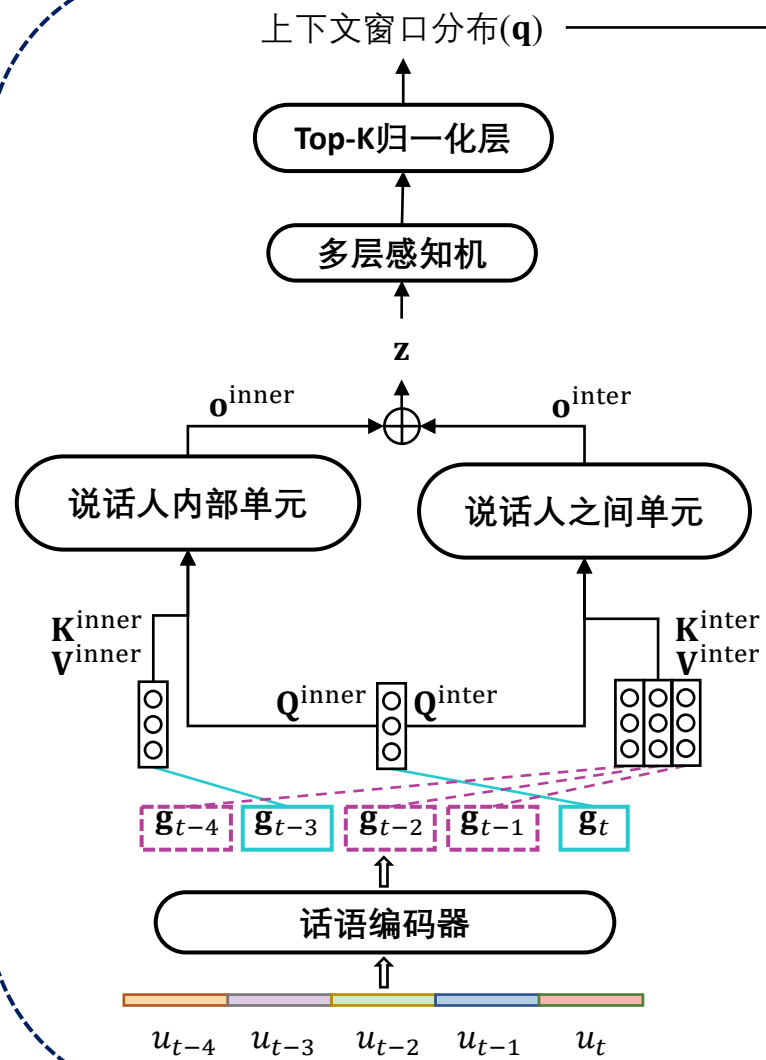 上下文窗口分布(q)
Top-K归一化层
多层感知机
z
o^inner o^inter
说话人内部单元 说话人之间单元
K^inner K^inter
V^inner V^inter
Q^inner Q^inter
g_{t−4} g_{t−3} g_{t−2} g_{t−1} g_t
话语编码器
u_{t−4} u_{t−3} u_{t−2} u_{t−1} u_t